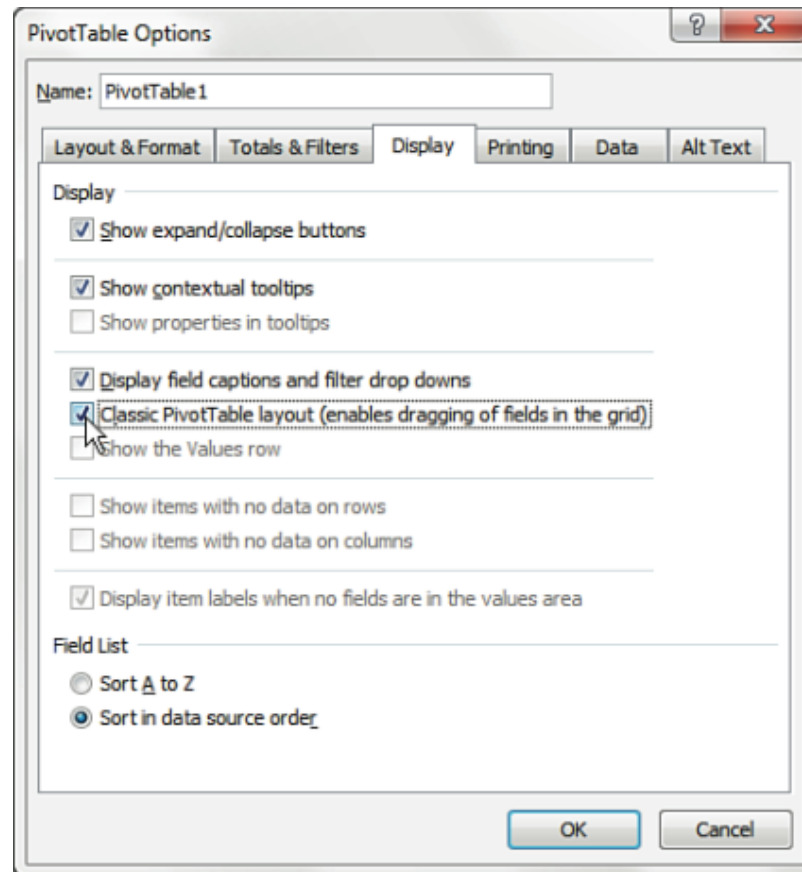 PivotTable Options
Name: PivotTable1
Layout & Format Totals & Filters Display Printing Data Alt Text
Display
Show expand/collapse buttons
Show contextual tooltips
Show properties in tooltips
Display field captions and filter drop downs
Classic PivotTable layout (enables dragging of fields in the grid)
Show the Values row
Show items with no data on rows
Show items with no data on columns
Display item labels when no fields are in the values area
Field List
Sort A to Z
Sort in data source order
OK Cancel